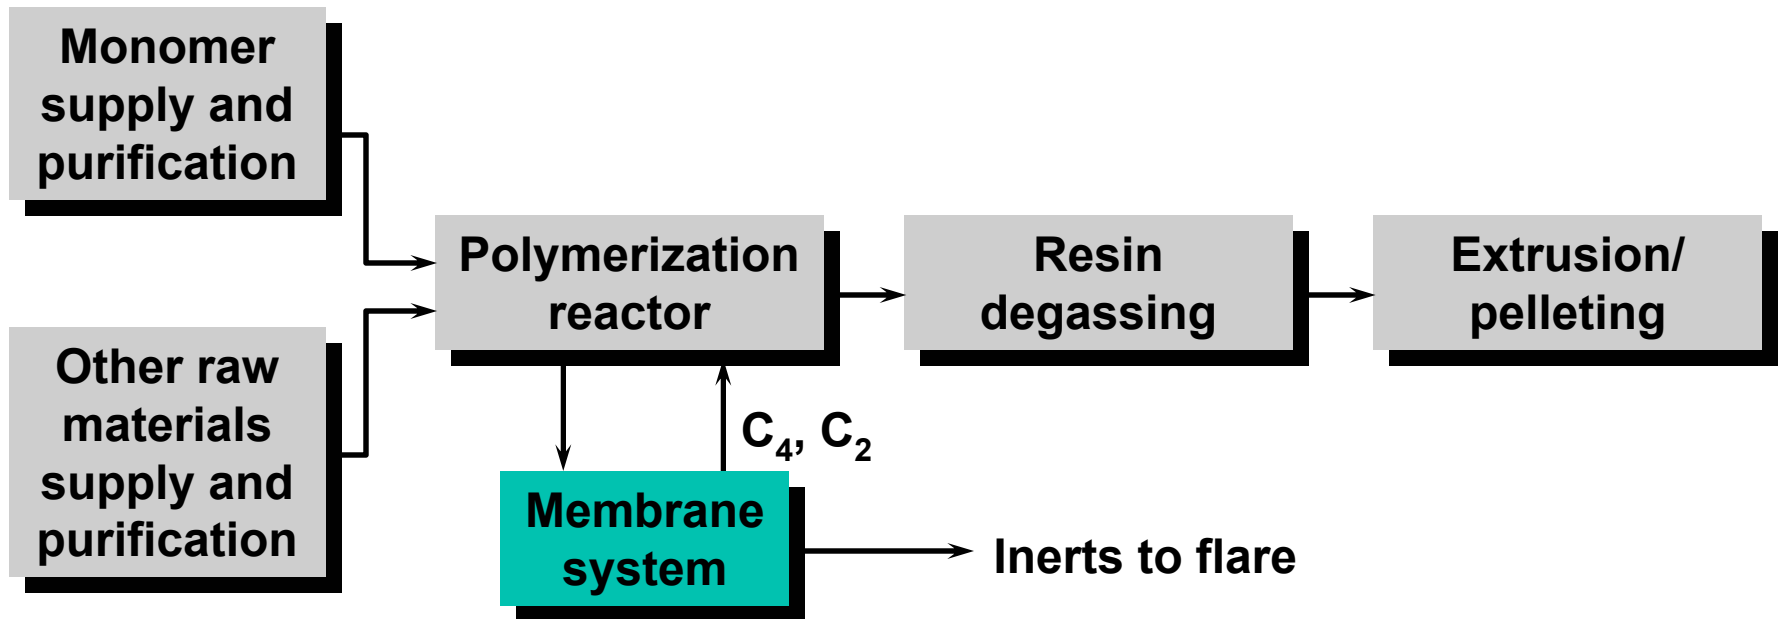 Monomer
supply and
purification
Polymerization
reactor
Resin
degassing
Extrusion/
pelleting
Other raw
materials
supply and
purification
C₄, C₂
Membrane
system
Inerts to flare